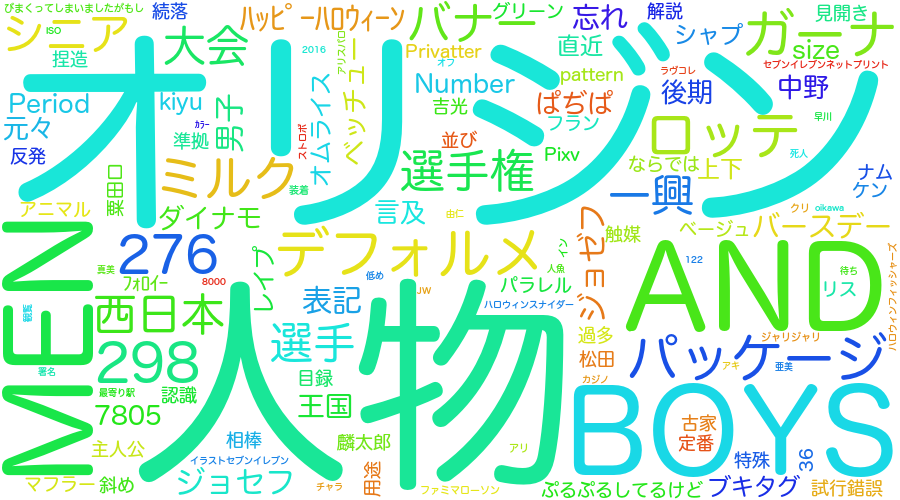 びまくってしまいましたがもし
続落
ハッピーハロウィーン
バナー
グリーン
忘れ
解説
見開き
シニア
ISO
捏造
大会
2016
アリスパロ
オフ
Privatter
直近
シャプ
ガーナ
size
セブンイレブンネットプリント
オリジン
Period
kiyu
男子
オムライス
ベッチュー
Number
pattern
ラヴコレ
後期
中野
元々
カラー
準拠
ストロボ
吉光
ぱぢぱ
フラン
早川
反発
並び
ロッテ
粟田口
ミルク
装着
選手権
Pixv
ならでは
上下
死人
ナム
ケン
アニマル
ダイナモ
言及
由仁
一興
クリ
oikawa
MEN
276
デフォルメ
イン
ジョゼフ
触媒
ベージュ
バースデー
真美
フォロイー
8000
レイプ
低め
人魚
パラレル
AND
122
待ち
リス
ハロウィンフィッシャーズ
観覧
西日本
表記
JW
ハロウィンスナイダー
人物
過多
ジャリジャリ
298
選手
松田
パッケージ
署名
最寄り駅
認識
目録
カジノ
アキ
亜美
7805
王国
BOYS
古家
主人公
相棒
麟太郎
アリ
定番
イラストセブンイレブン
特殊
36
マフラー
斜め
ジョセフ
チャラ
用途
ファミマローソン
ぷるぷるしてるけど
ブキタグ
試行錯誤